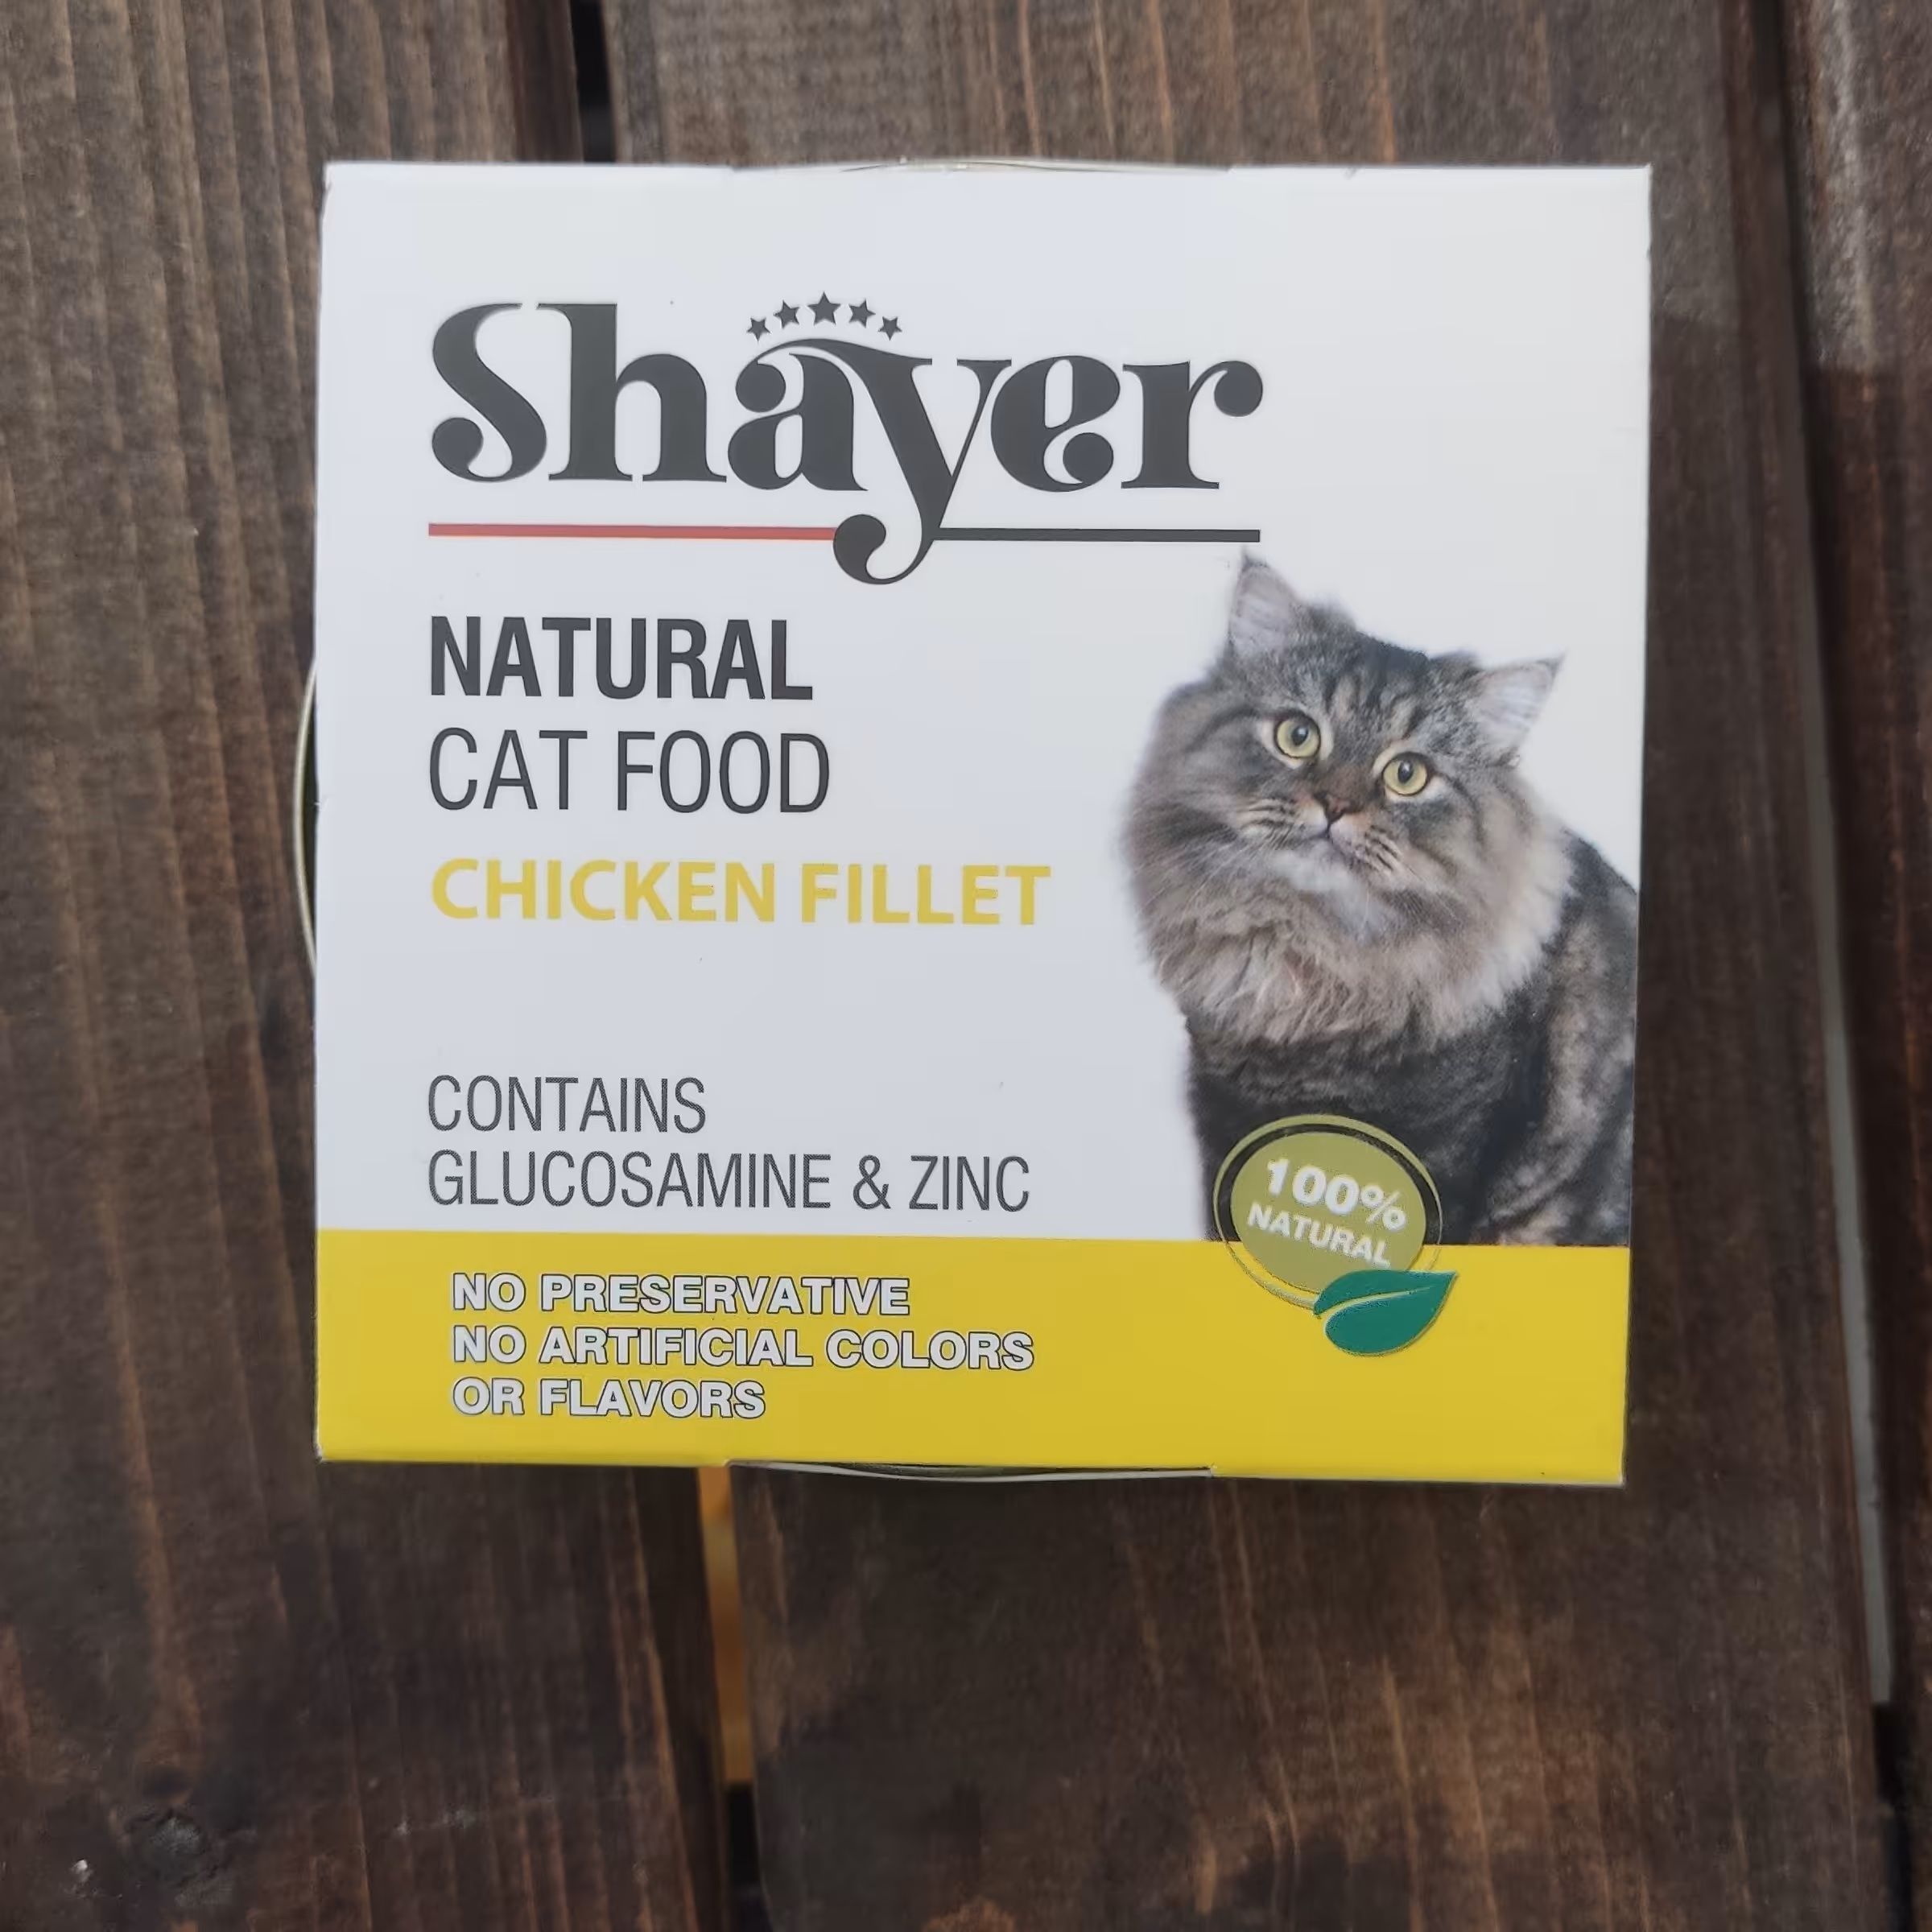 Shayer
NATURAL
CAT FOOD
CHICKEN FILLET
CONTAINS
GLUCOSAMINE & ZINC
100%
NATURAL
NO PRESERVATIVE
NO ARTIFICIAL COLORS
OR FLAVORS